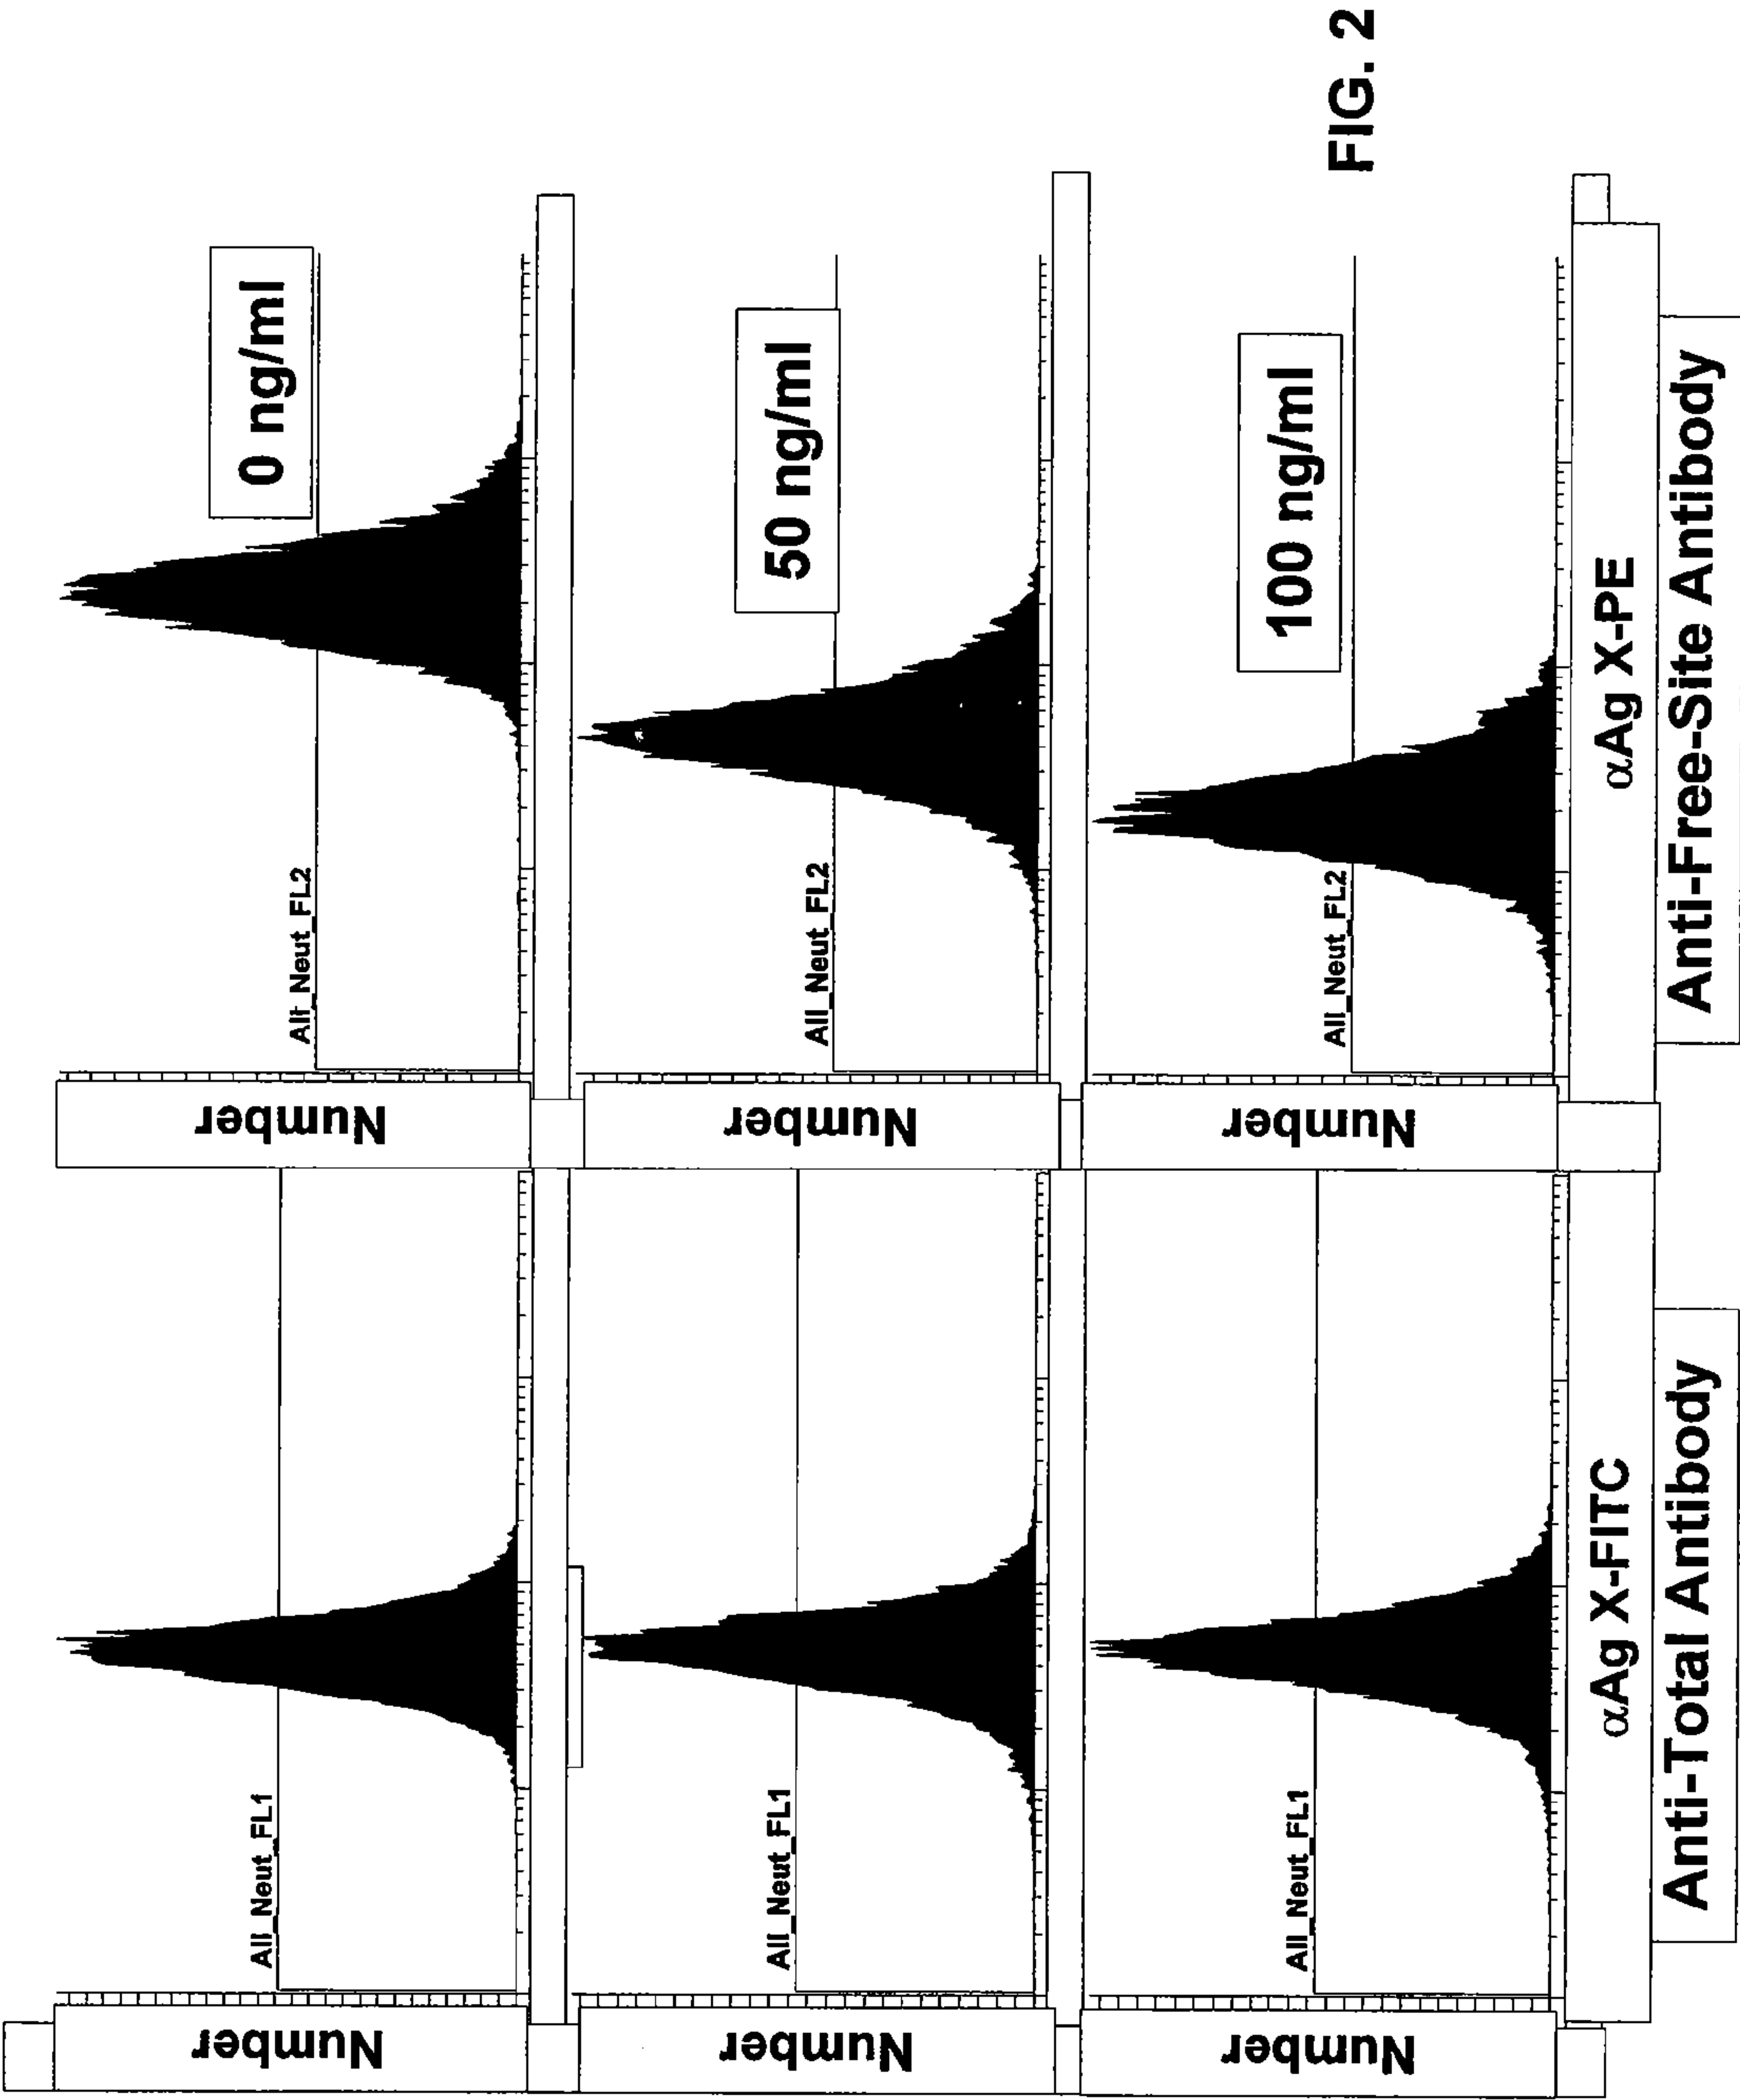 Number
All_Neut_FL1
Number
All_Neut_FL2
0 ng/ml
Number
All_Neut_FL1
Number
All_Neut_FL2
50 ng/ml
Number
All_Neut_FL1
Number
All_Neut_FL2
100 ng/ml
αAg X-FITC
αAg X-PE
Anti-Total Antibody
Anti-Free-Site Antibody
FIG. 2